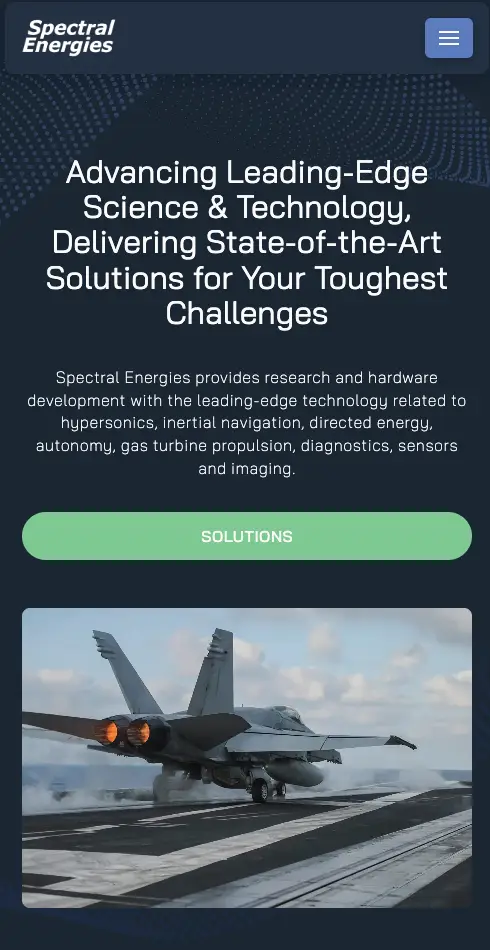 Spectral
Energies
Advancing Leading-Edge
Science & Technology,
Delivering State-of-the-Art
Solutions for Your Toughest
Challenges
Spectral Energies provides research and hardware
development with the leading-edge technology related to
hypersonics, inertial navigation, directed energy,
autonomy, gas turbine propulsion, diagnostics, sensors
and imaging.
SOLUTIONS